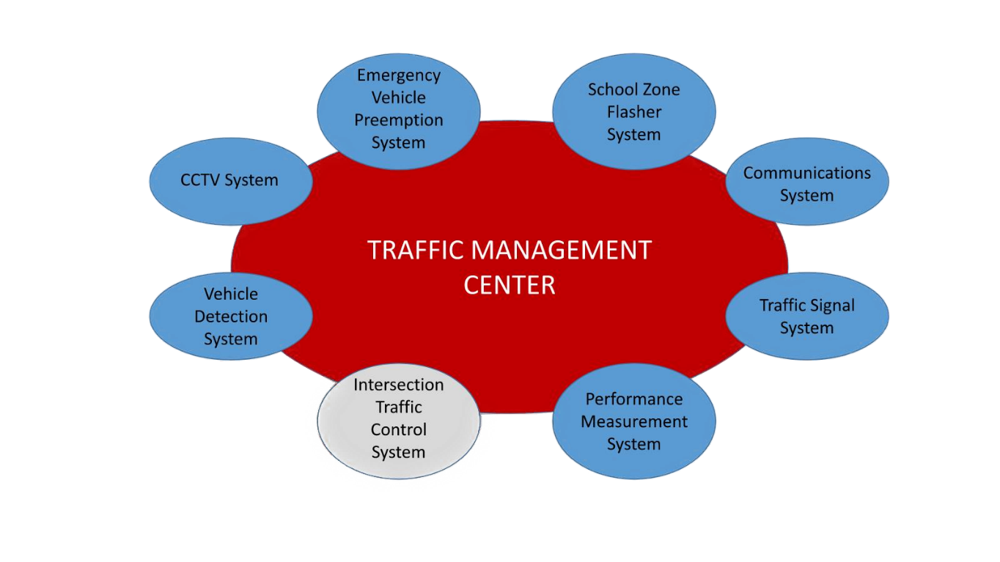 Emergency
Vehicle
Preemption
System
School Zone
Flasher
System
CCTV System
Communications
System
TRAFFIC MANAGEMENT
CENTER
Vehicle
Detection
System
Traffic Signal
System
Intersection
Traffic
Control
System
Performance
Measurement
System